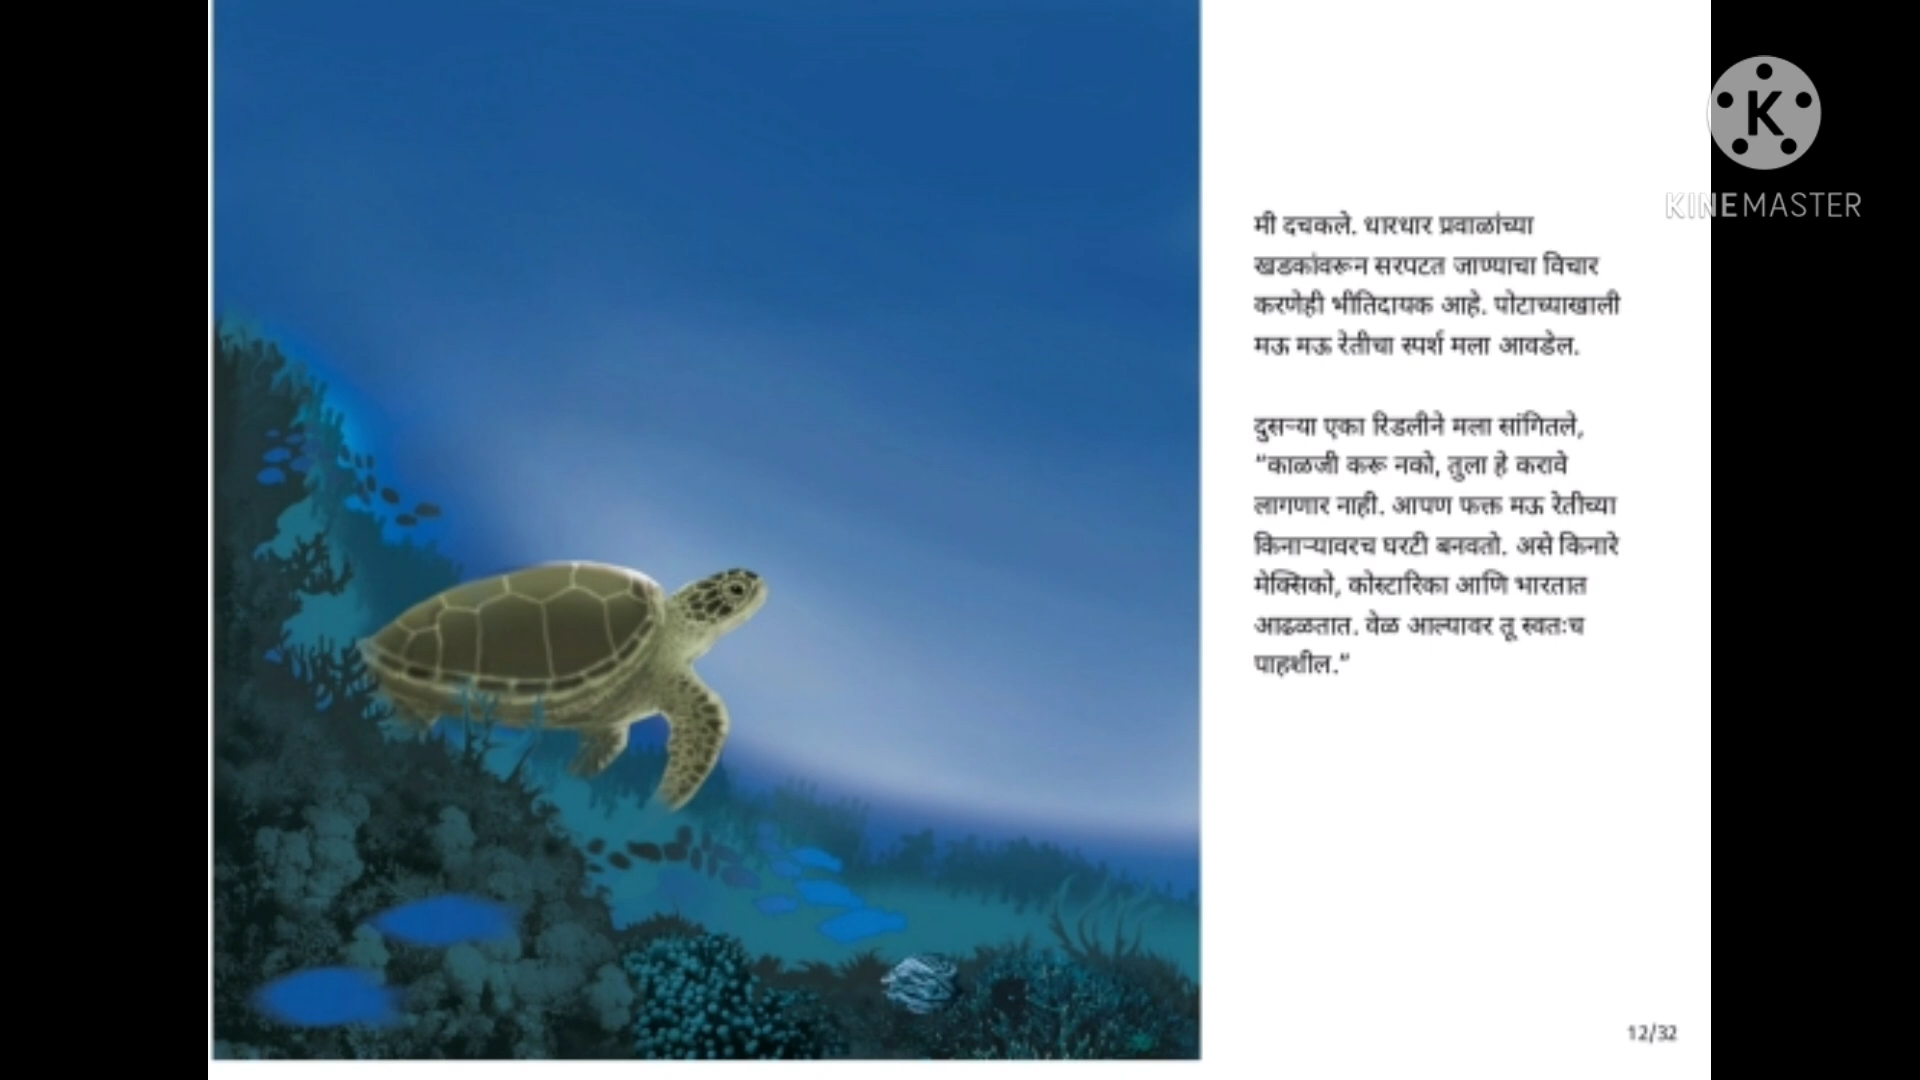 मी दचकले. धारधार प्रवाळांच्या
खडकांवरून सरपटत जाण्याचा विचार
करणेही भीतिदायक आहे. पोटाच्याखाली
मऊ मऊ रेतीचा स्पर्श मला आवडेल.
दुसऱ्या एका रिडलीने मला सांगितले,
“काळजी करू नको, तुला हे करावे
लागणार नाही. आपण फक्त मऊ रेतीच्या
किनाऱ्यावरच घरटी बनवतो. असे किनारे
मेक्सिको, कोस्टारिका आणि भारतात
आढळतात. वेळ आल्यावर तू स्वतःच
पाहशील.”
12/32
K
KINEMASTER